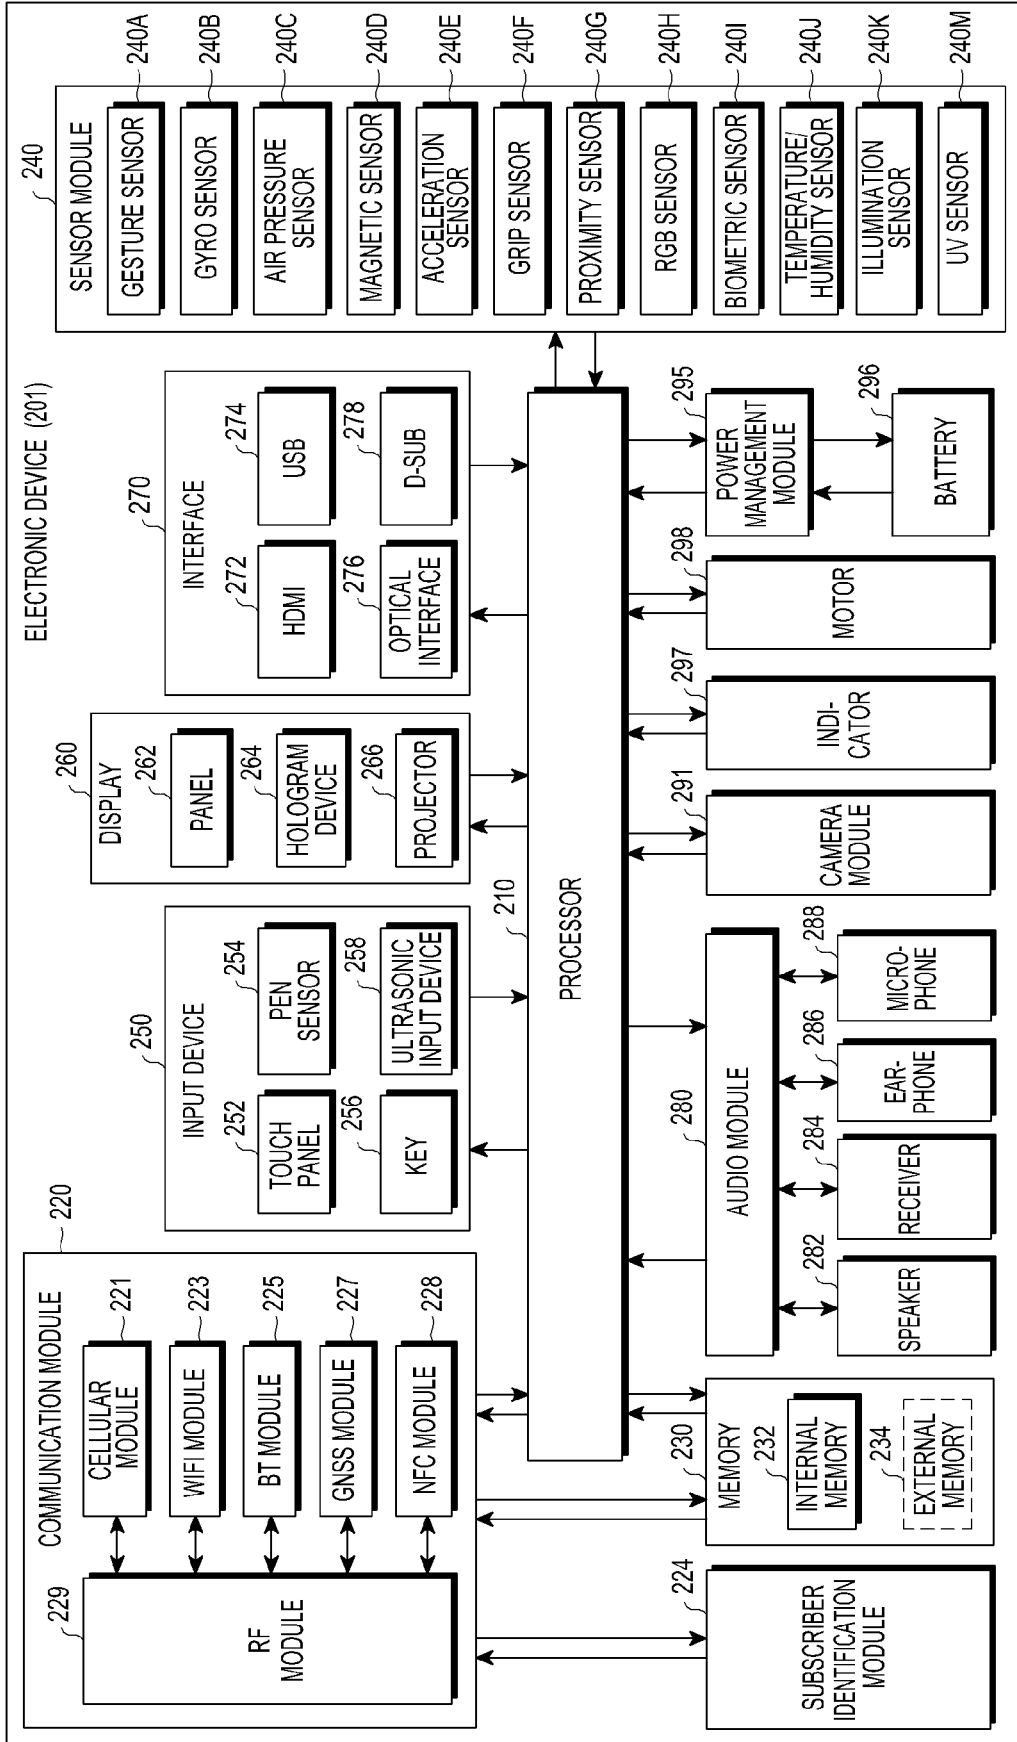 ELECTRONIC DEVICE (201)
220
COMMUNICATION MODULE
229
RF
MODULE
CELLULAR
MODULE
221
WIFI MODULE
223
BT MODULE
225
GNSS MODULE
227
NFC MODULE
228
250
INPUT DEVICE
252
TOUCH
PANEL
254
PEN
SENSOR
256
KEY
258
ULTRASONIC
INPUT DEVICE
260
DISPLAY
262
PANEL
264
HOLOGRAM
DEVICE
266
PROJECTOR
270
INTERFACE
272
HDMI
274
USB
276
OPTICAL
INTERFACE
278
D-SUB
240
SENSOR MODULE
GESTURE SENSOR
240A
GYRO SENSOR
240B
AIR PRESSURE
SENSOR
240C
MAGNETIC SENSOR
240D
ACCELERATION
SENSOR
240E
GRIP SENSOR
240F
PROXIMITY SENSOR
240G
RGB SENSOR
240H
BIOMETRIC SENSOR
240I
TEMPERATURE/
HUMIDITY SENSOR
240J
ILLUMINATION
SENSOR
240K
UV SENSOR
240M
210
PROCESSOR
224
SUBSCRIBER
IDENTIFICATION
MODULE
230
MEMORY
232
INTERNAL
MEMORY
234
EXTERNAL
MEMORY
280
AUDIO MODULE
282
SPEAKER
284
RECEIVER
286
EAR-
PHONE
288
MICRO-
PHONE
291
CAMERA
MODULE
297
INDI-
CATOR
298
MOTOR
295
POWER
MANAGEMENT
MODULE
296
BATTERY